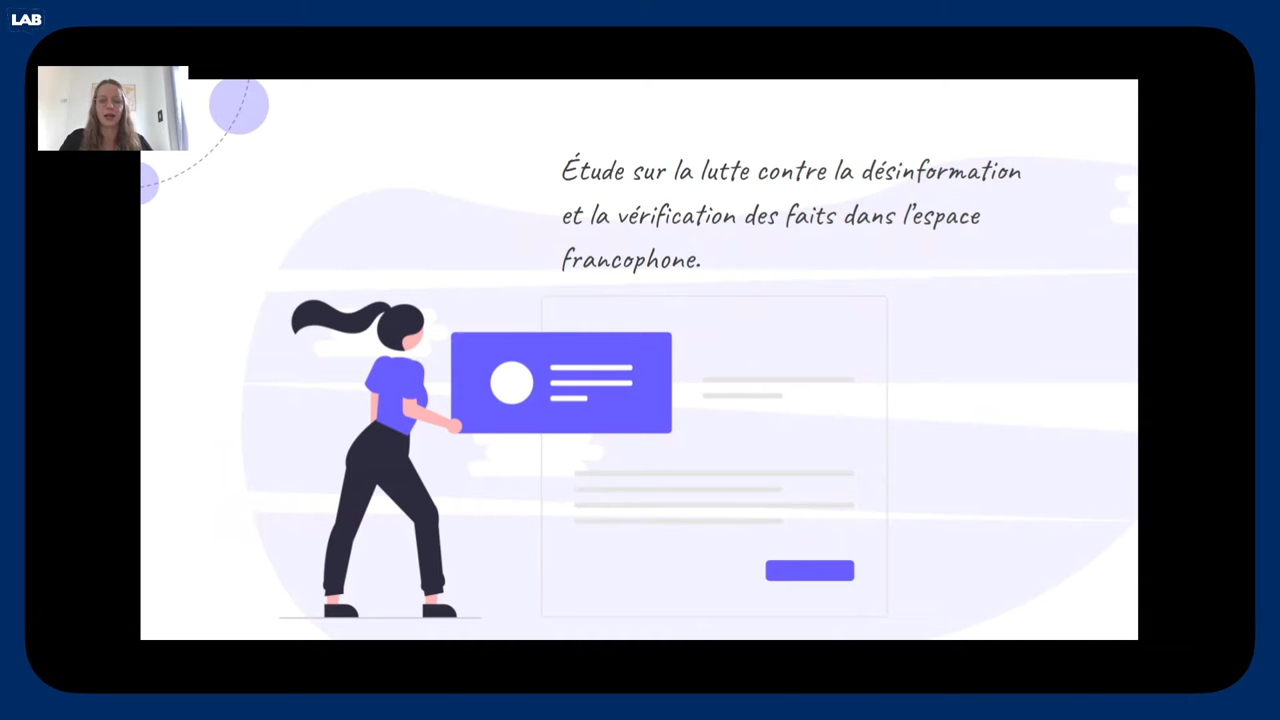 LAB
Étude sur la lutte contre la désinformation
et la vérification des faits dans l'espace
francophone.